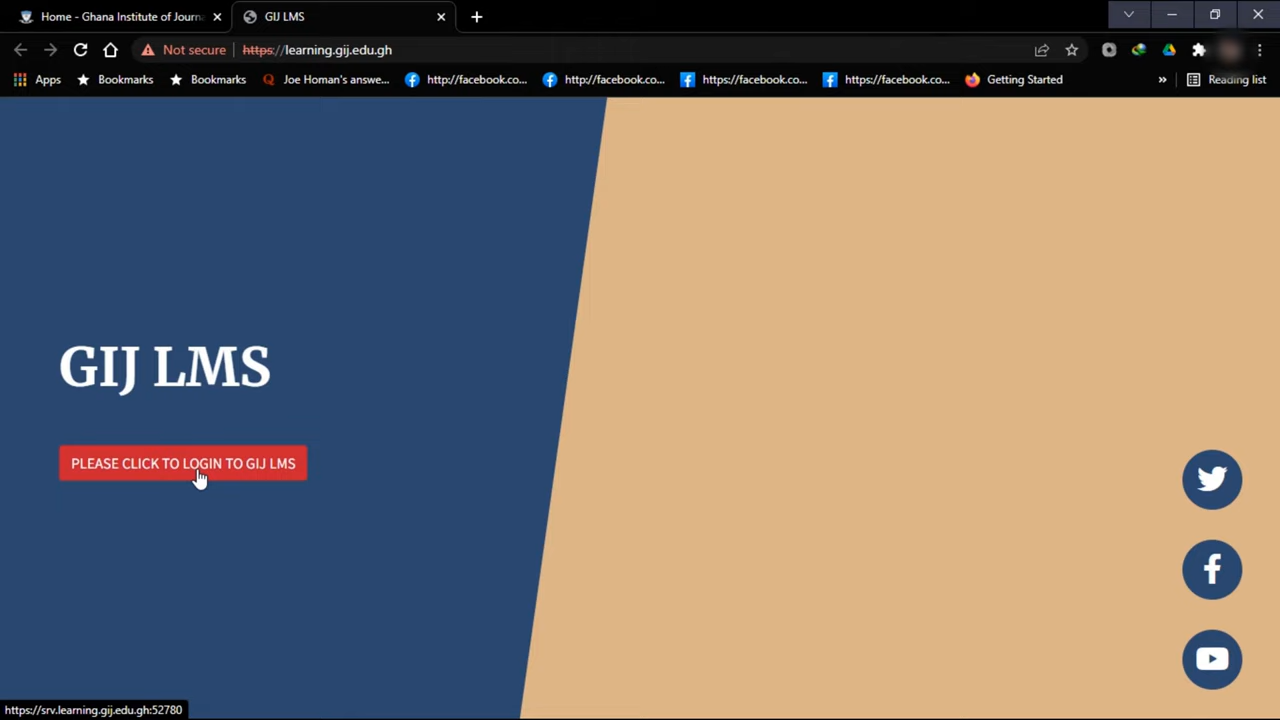 Home - Ghana Institute of Journa
GIJ LMS
Not secure
https://learning.gij.edu.gh
Apps
Bookmarks
Bookmarks
Joe Homan's answe...
http://facebook.co...
http://facebook.co...
https://facebook.co...
https://facebook.co...
Getting Started
»
Reading list
GIJ LMS
PLEASE CLICK TO LOGIN TO GIJ LMS
https://srv.learning.gij.edu.gh:52780